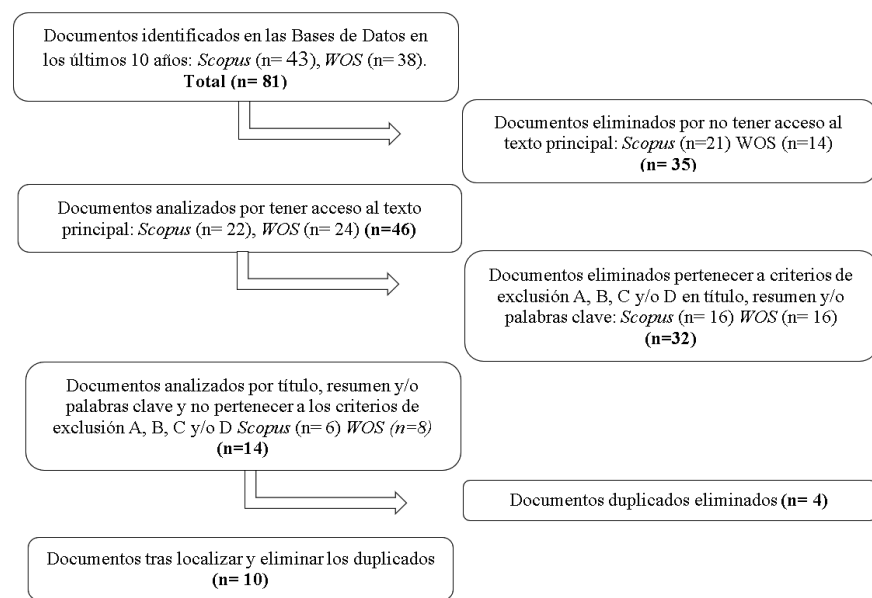 Documentos identificados en las Bases de Datos en
los últimos 10 años: Scopus (n= 43), WOS (n= 38).
Total (n= 81)
Documentos eliminados por no tener acceso al
texto principal: Scopus (n=21) WOS (n=14)
(n= 35)
Documentos analizados por tener acceso al texto
principal: Scopus (n= 22), WOS (n= 24) (n=46)
Documentos eliminados pertenecer a criterios de
exclusión A, B, C y/o D en título, resumen y/o
palabras clave: Scopus (n= 16) WOS (n= 16)
(n=32)
Documentos analizados por título, resumen y/o
palabras clave y no pertenecer a los criterios de
exclusión A, B, C y/o D Scopus (n= 6) WOS (n=8)
(n=14)
Documentos duplicados eliminados (n= 4)
Documentos tras localizar y eliminar los duplicados
(n= 10)